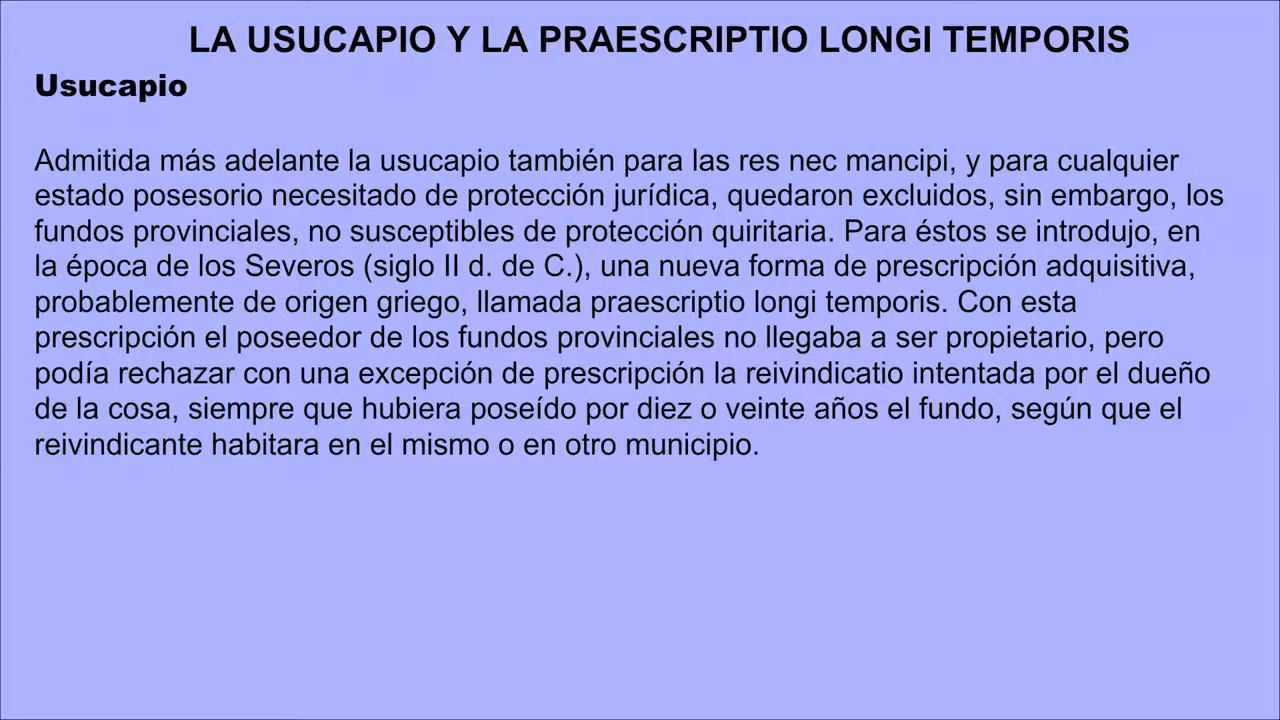 LA USUCAPIO Y LA PRAESCRIPTIO LONGI TEMPORIS
Usucapio
Admitida más adelante la usucapio también para las res nec mancipi, y para cualquier
estado posesorio necesitado de protección jurídica, quedaron excluidos, sin embargo, los
fundos provinciales, no susceptibles de protección quiritaria. Para éstos se introdujo, en
la época de los Severos (siglo II d. de C.), una nueva forma de prescripción adquisitiva,
probablemente de origen griego, llamada praescriptio longi temporis. Con esta
prescripción el poseedor de los fundos provinciales no llegaba a ser propietario, pero
podía rechazar con una excepción de prescripción la reivindicatio intentada por el dueño
de la cosa, siempre que hubiera poseído por diez o veinte años el fundo, según que el
reivindicante habitara en el mismo o en otro municipio.